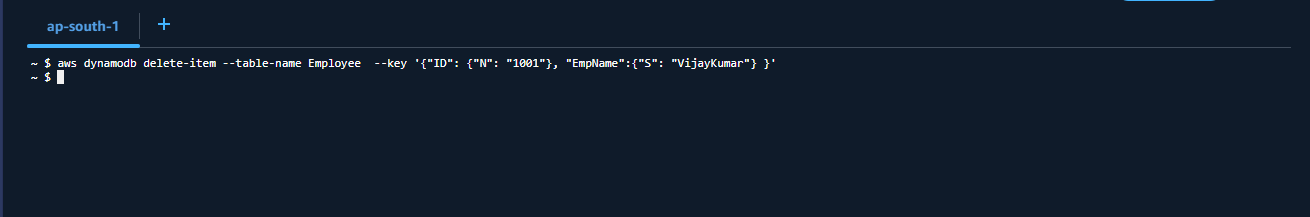 ap-south-1 +
~ $ aws dynamodb delete-item --table-name Employee  --key '{"ID": {"N": "1001"}, "EmpName":{"S": "VijayKumar"} }'
~ $